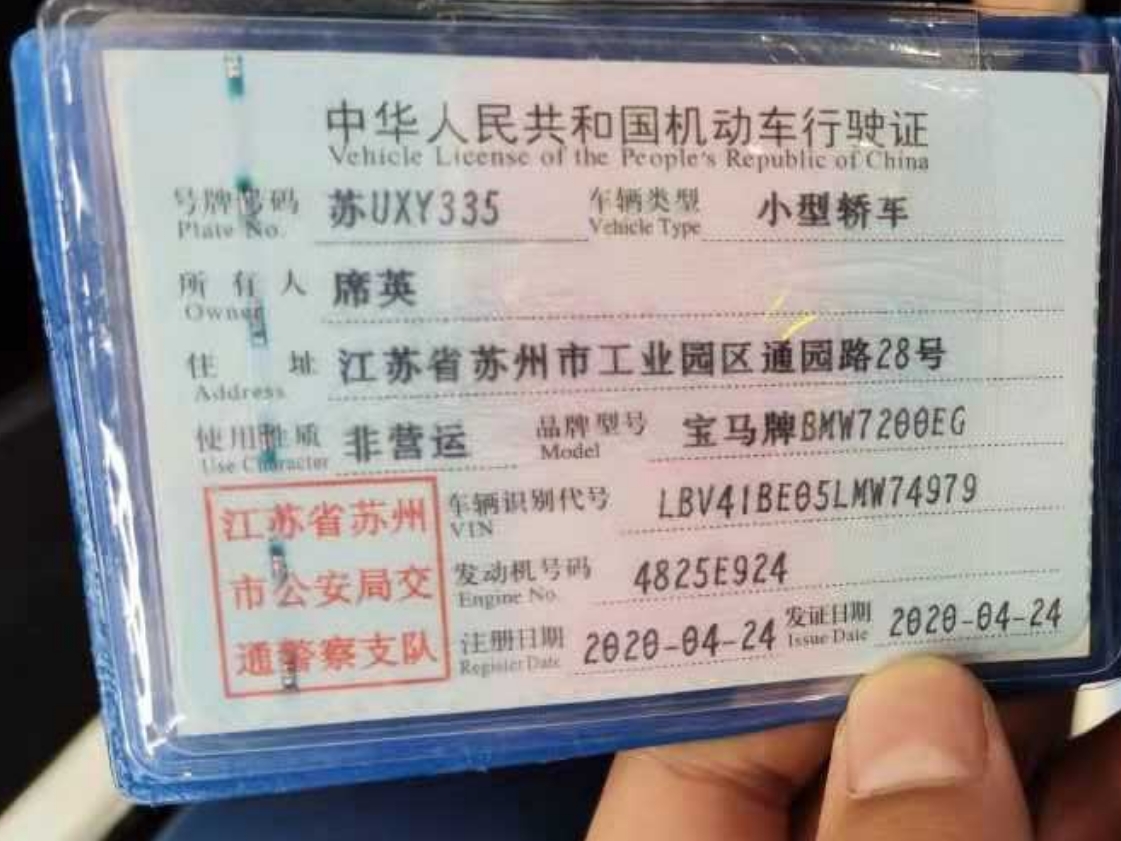 中华人民共和国机动车行驶证
Vehicle License of the People's Republic of China
号牌号码 苏UXY335 车辆类型 小型轿车
Plate No. Vehicle Type
所有人 席英
Owner
住址 江苏省苏州市工业园区通园路28号
Address
使用性质 非营运 品牌型号 宝马牌BMW7200EG
Use Character Model
江苏省苏州
市公安局交
通警察支队
车辆识别代号 LBV41BE05LMW74979
VIN
发动机号码 4825E924
Engine No.
注册日期 2020-04-24 发证日期 2020-04-24
Register Date Issue Date